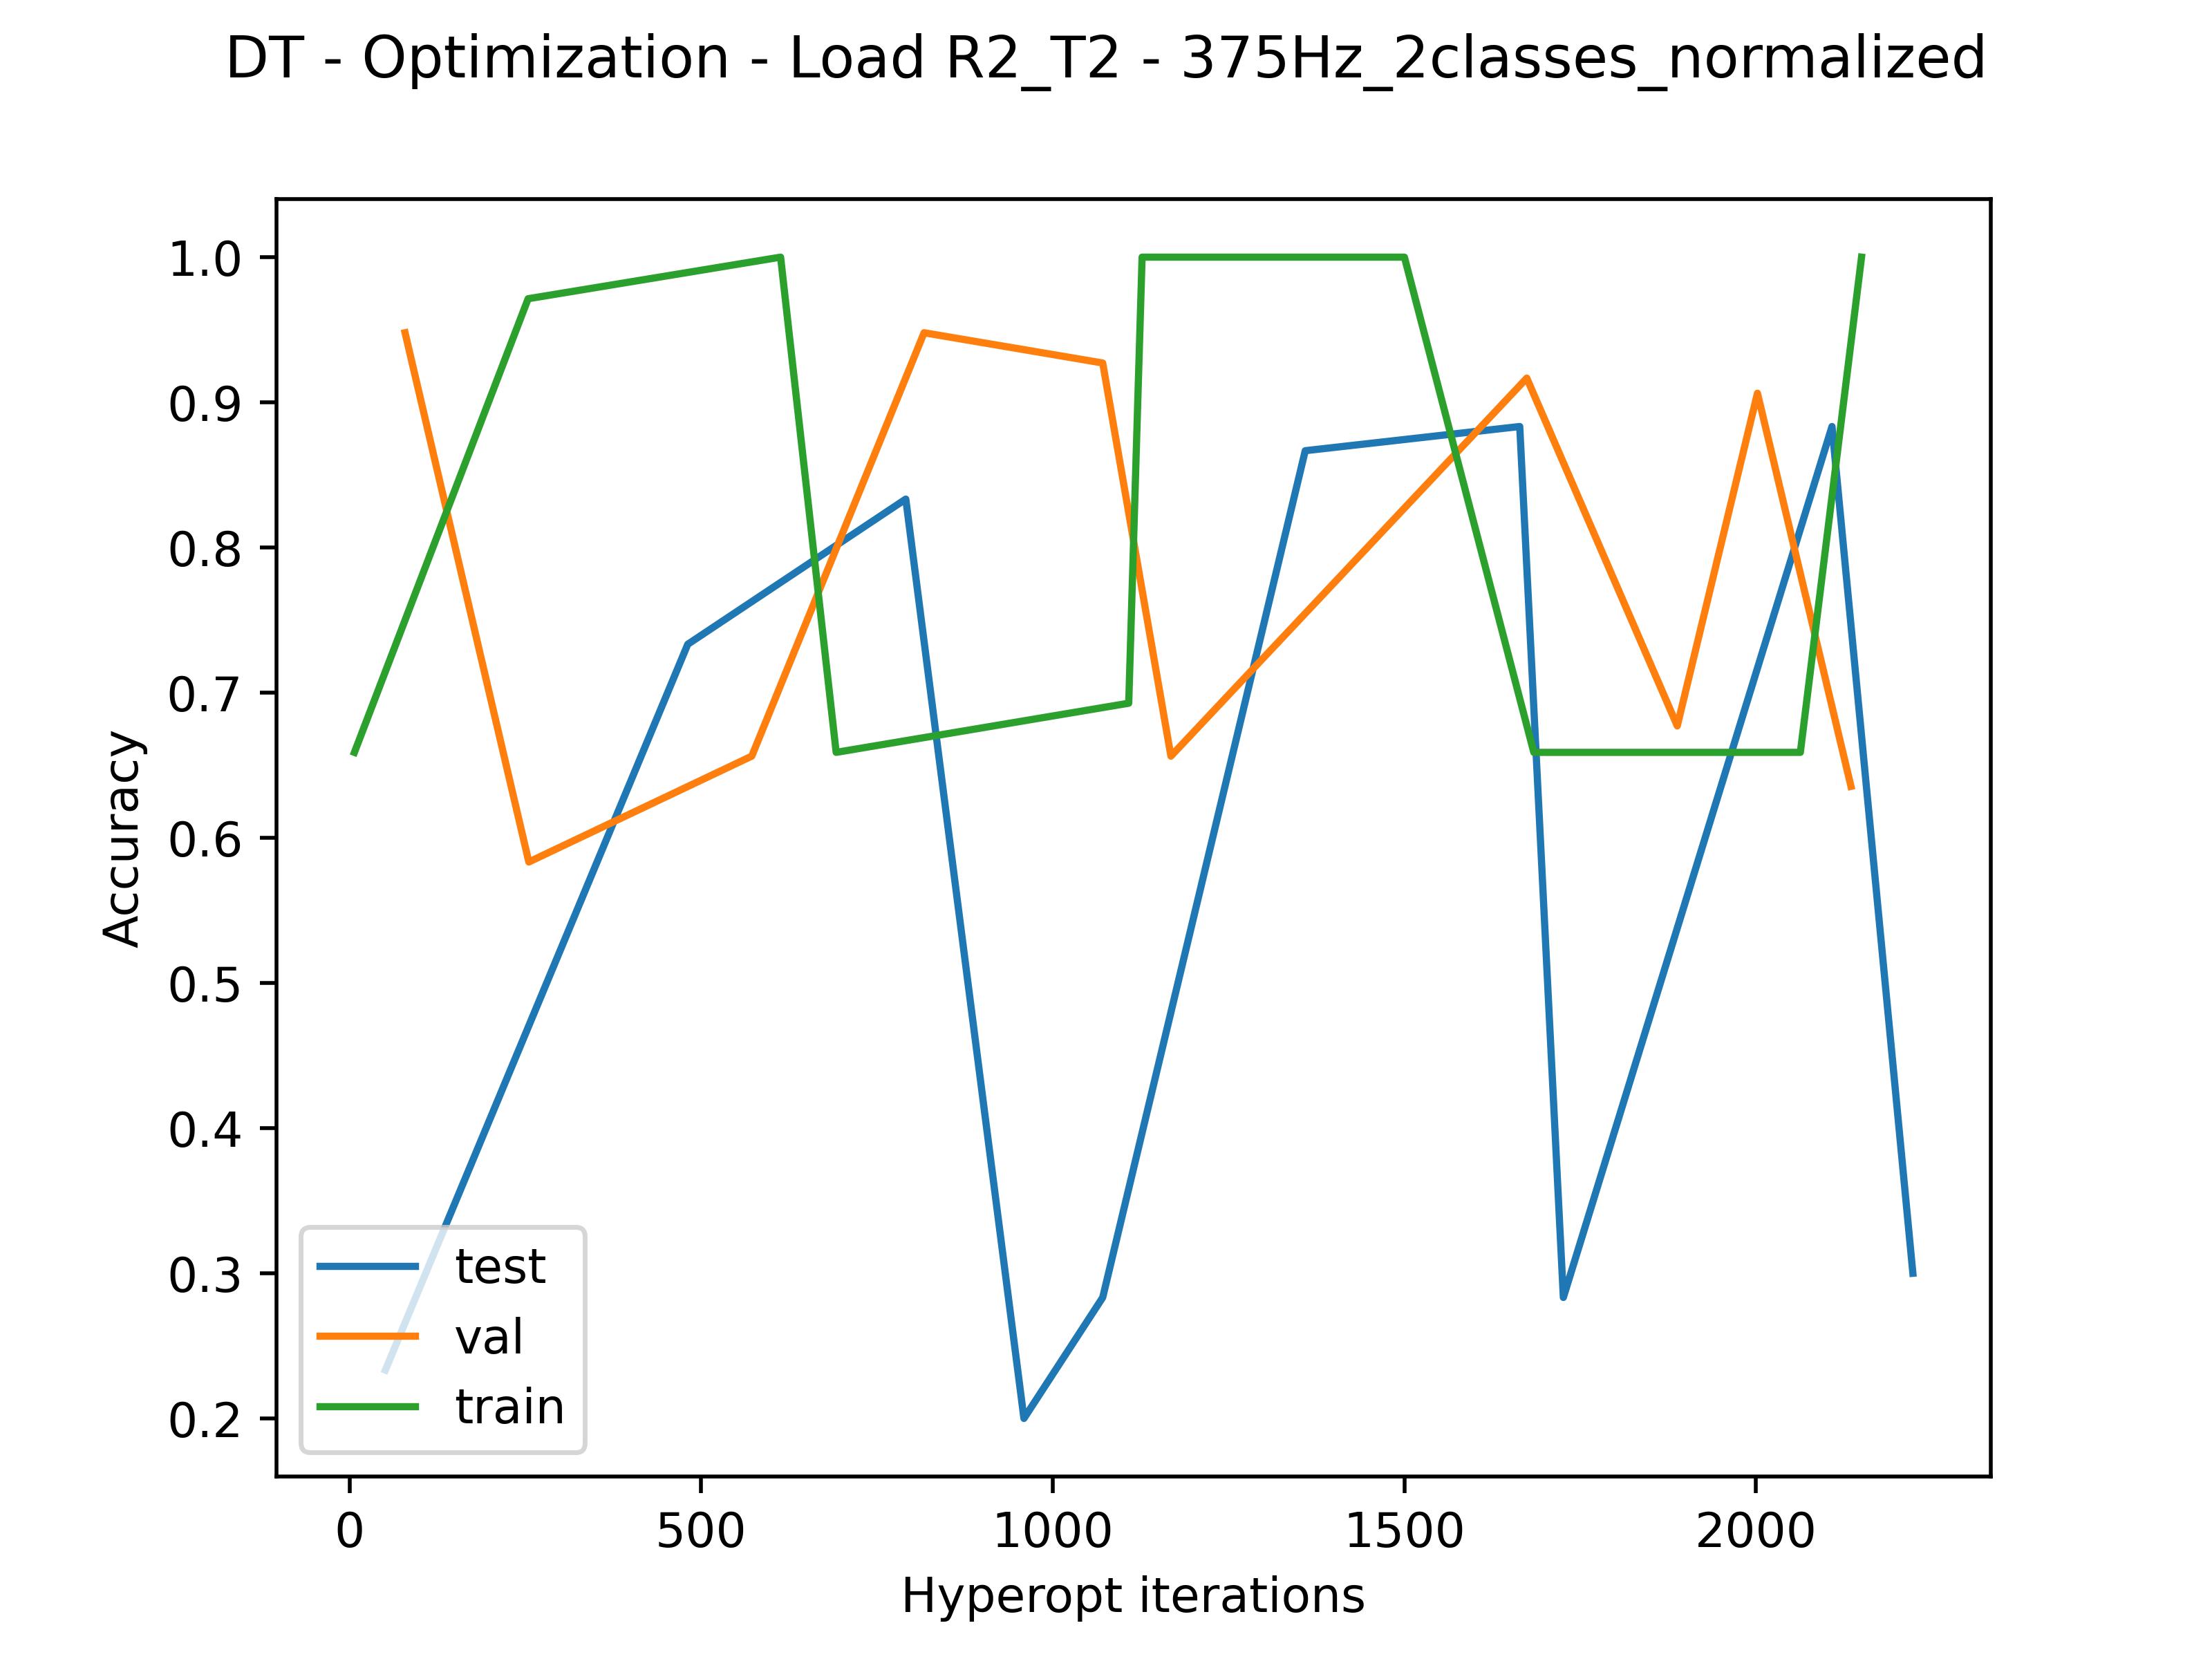 DT - Optimization - Load R2_T2 - 375Hz_2classes_normalized
1.0
0.9
0.8
0.7
0.6
0.5
0.4
0.3
0.2
Accuracy
test
val
train
0 500 1000 1500 2000
Hyperopt iterations